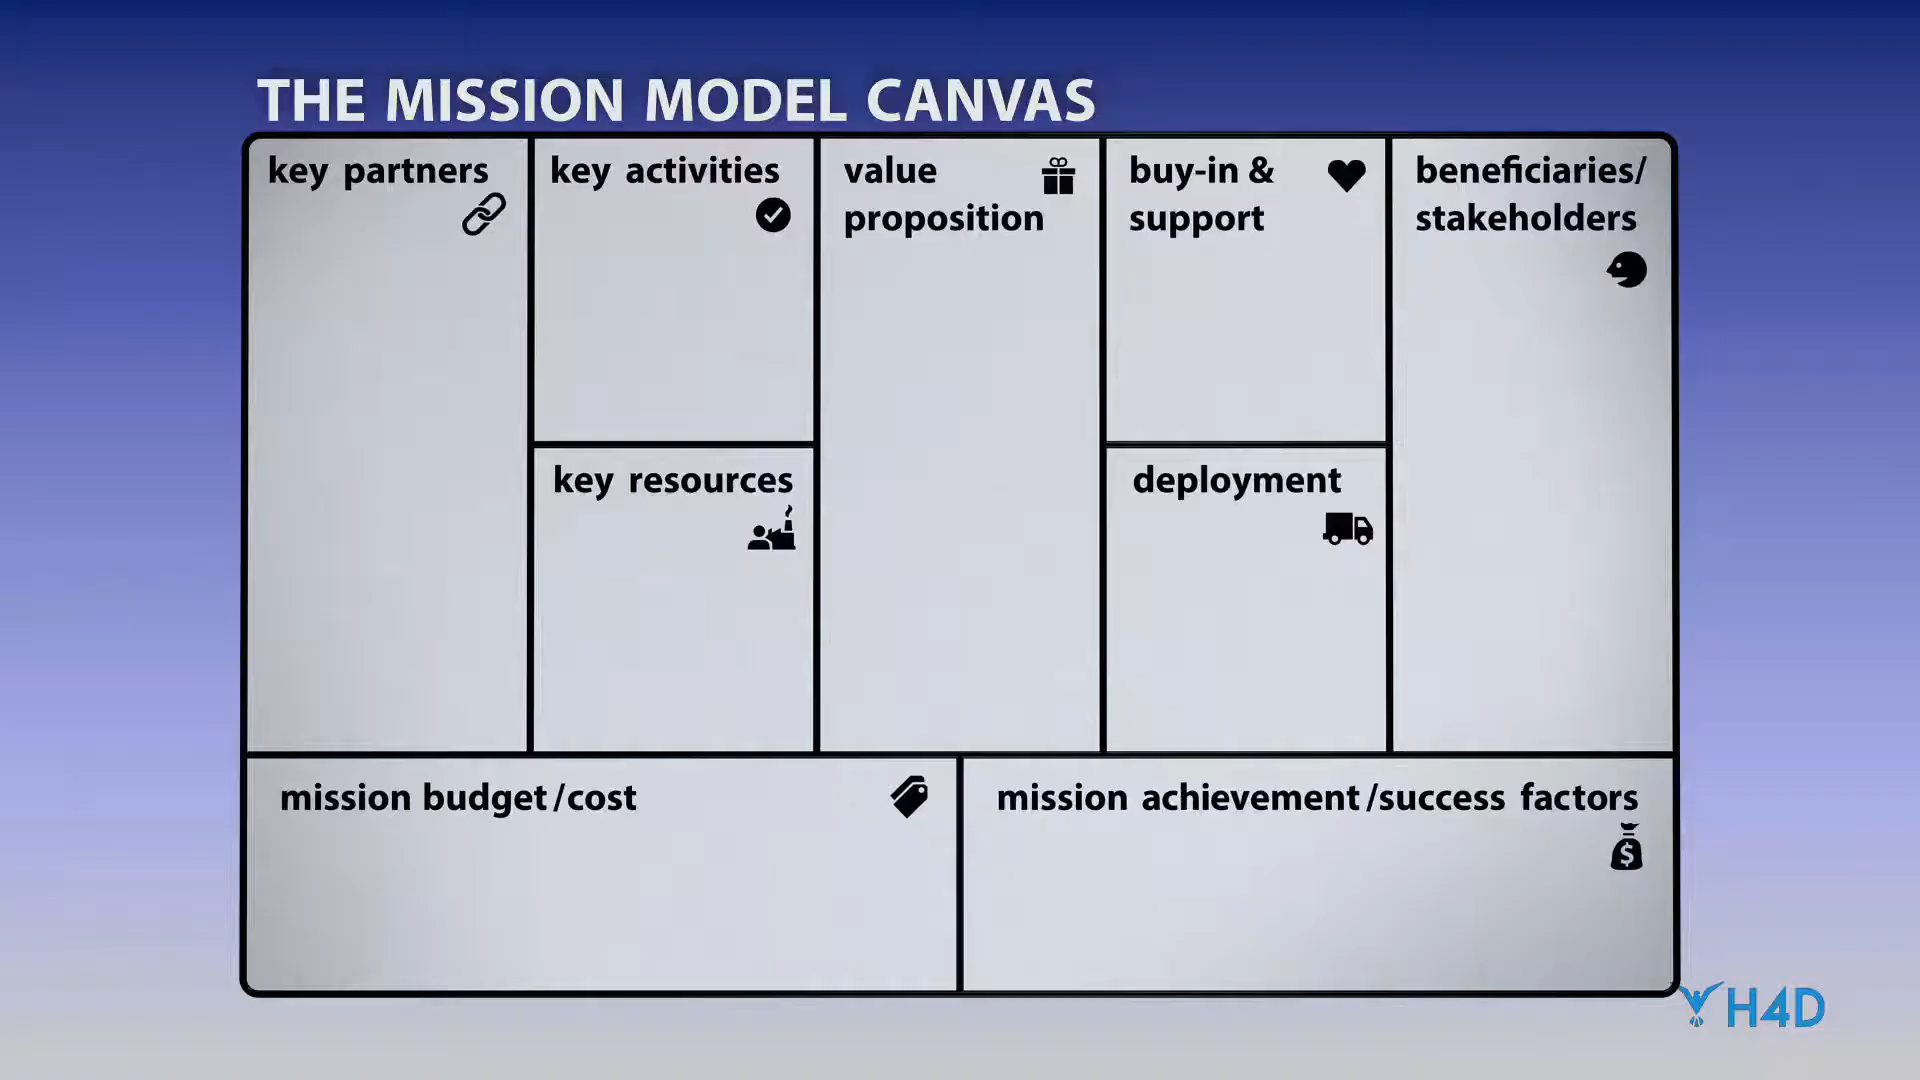 THE MISSION MODEL CANVAS
key partners
key activities
value
proposition
buy-in &
support
beneficiaries/
stakeholders
key resources
deployment
mission budget/cost
mission achievement/success factors
$
H4D